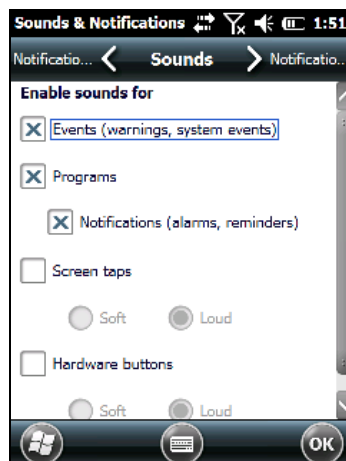 Sounds & Notifications 1:51
Notificatio... Sounds Notificatio..
Enable sounds for
Events (warnings, system events)
Programs
Notifications (alarms, reminders)
Screen taps
Soft Loud
Hardware buttons
Soft Loud
OK